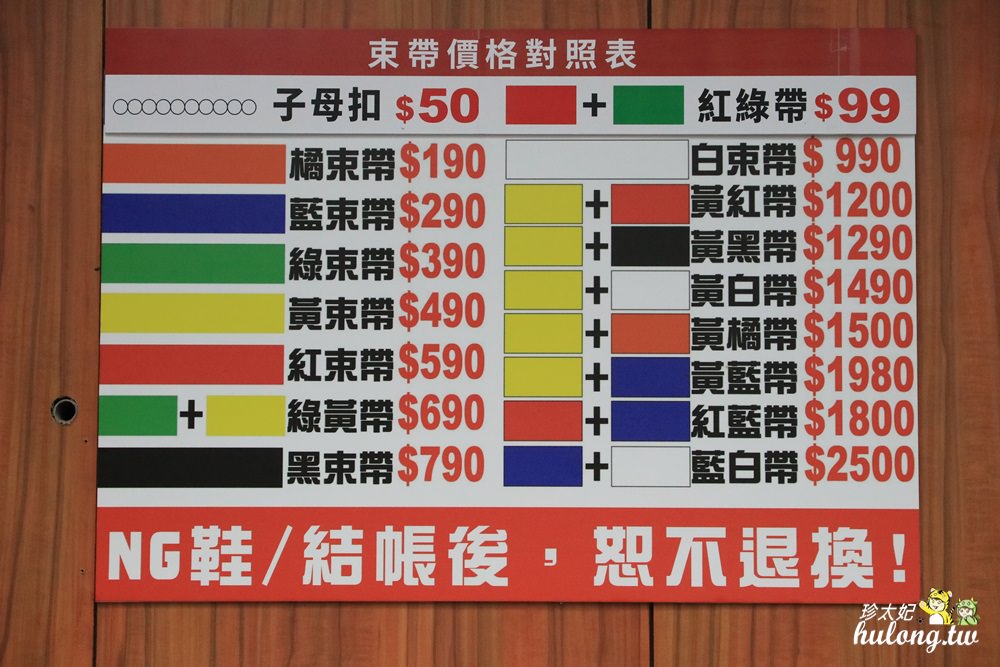 束帶價格對照表
子母扣 $50 + 紅綠帶 $99
橘束帶 $190
藍束帶 $290
綠束帶 $390
黃束帶 $490
紅束帶 $590
+ 綠黃帶 $690
黑束帶 $790
白束帶 $ 990
+ 黃紅帶 $1200
+ 黃黑帶 $1290
+ 黃白帶 $1490
+ 黃橘帶 $1500
+ 黃藍帶 $1980
+ 紅藍帶 $1800
+ 藍白帶 $2500
NG鞋/結帳後，恕不退換!
珍太妃
hulong.tw